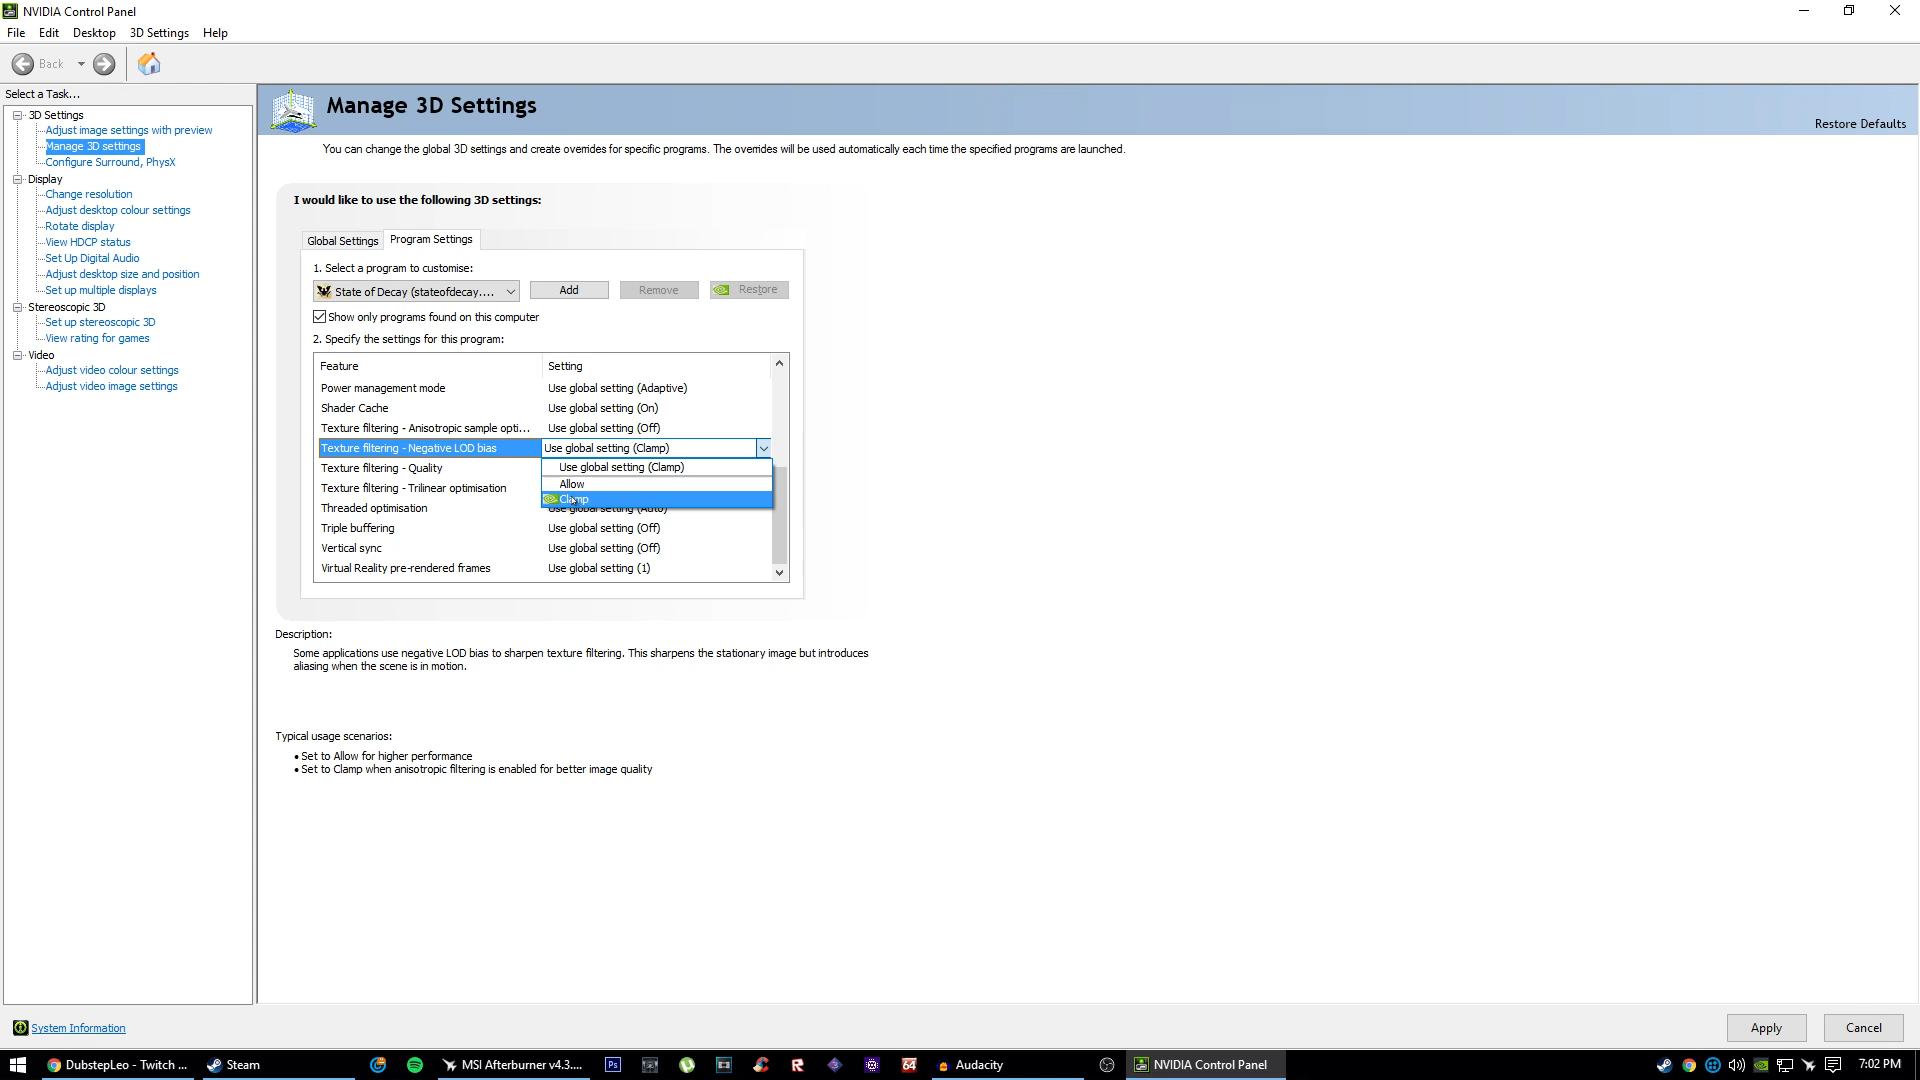 NVIDIA Control Panel
File Edit Desktop 3D Settings Help
Back
Select a Task...
3D Settings
Adjust image settings with preview
Manage 3D settings
Configure Surround, PhysX
Display
Change resolution
Adjust desktop colour settings
Rotate display
View HDCP status
Set Up Digital Audio
Adjust desktop size and position
Set up multiple displays
Stereoscopic 3D
Set up stereoscopic 3D
View rating for games
Video
Adjust video colour settings
Adjust video image settings
Manage 3D Settings
Restore Defaults
You can change the global 3D settings and create overrides for specific programs. The overrides will be used automatically each time the specified programs are launched.
I would like to use the following 3D settings:
Global Settings Program Settings
1. Select a program to customise:
State of Decay (stateofdecay.... Add Remove Restore
Show only programs found on this computer
2. Specify the settings for this program:
Feature Setting
Power management mode Use global setting (Adaptive)
Shader Cache Use global setting (On)
Texture filtering - Anisotropic sample opti... Use global setting (Off)
Texture filtering - Negative LOD bias Use global setting (Clamp)
Texture filtering - Quality Use global setting (Clamp)
Allow
Texture filtering - Trilinear optimisation Clamp
Threaded optimisation Use global setting (Auto)
Triple buffering Use global setting (Off)
Vertical sync Use global setting (Off)
Virtual Reality pre-rendered frames Use global setting (1)
Description:
Some applications use negative LOD bias to sharpen texture filtering. This sharpens the stationary image but introduces
aliasing when the scene is in motion.
Typical usage scenarios:
• Set to Allow for higher performance
• Set to Clamp when anisotropic filtering is enabled for better image quality
System Information
Apply Cancel
DubstepLeo - Twitch ... Steam MSI Afterburner v4.3.... Ps R 64 Audacity NVIDIA Control Panel 7:02 PM